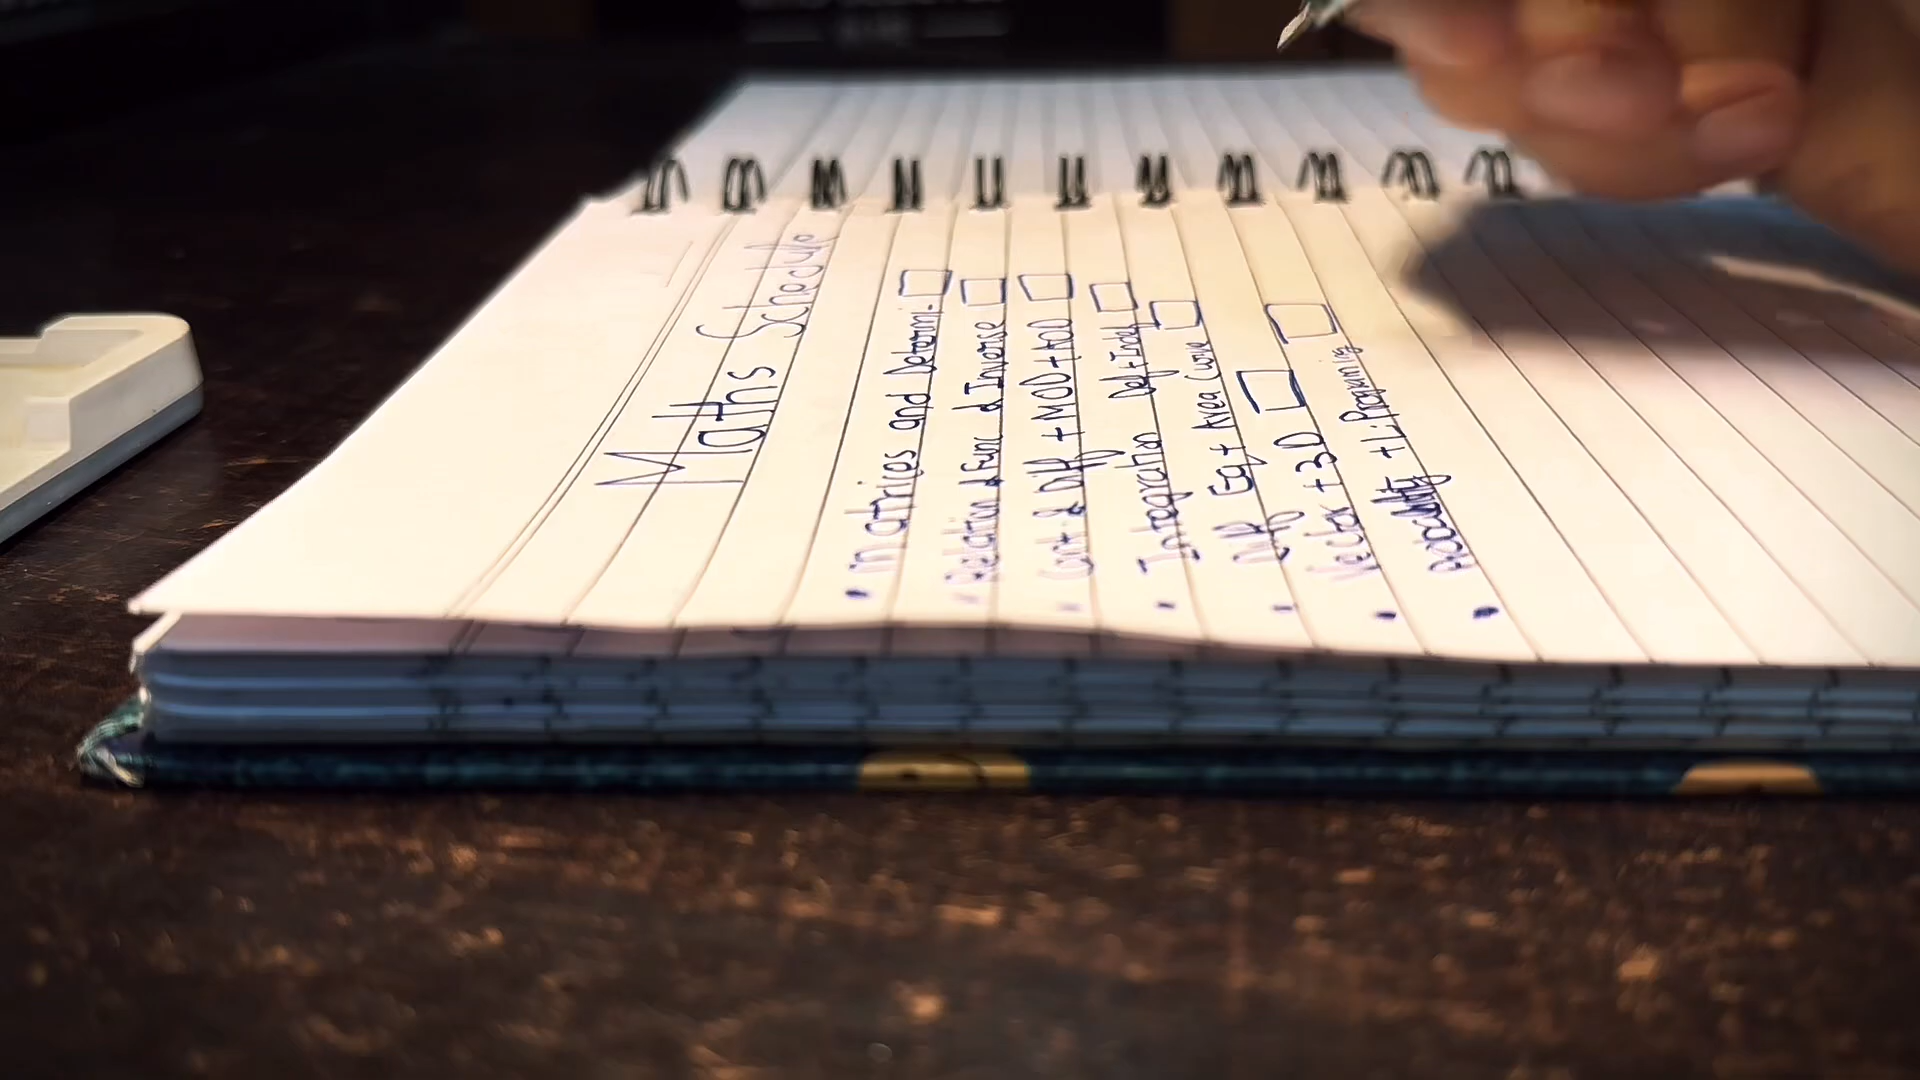 Maths Schedule
• Matrices and Determi.
• Relation & Func & Inverse
• Cont. & Diff + MOD + AOD
• Integration Def + Indef
• Diff Eq + Area Curve
• Vector + 3D
• Probability + L. Programming